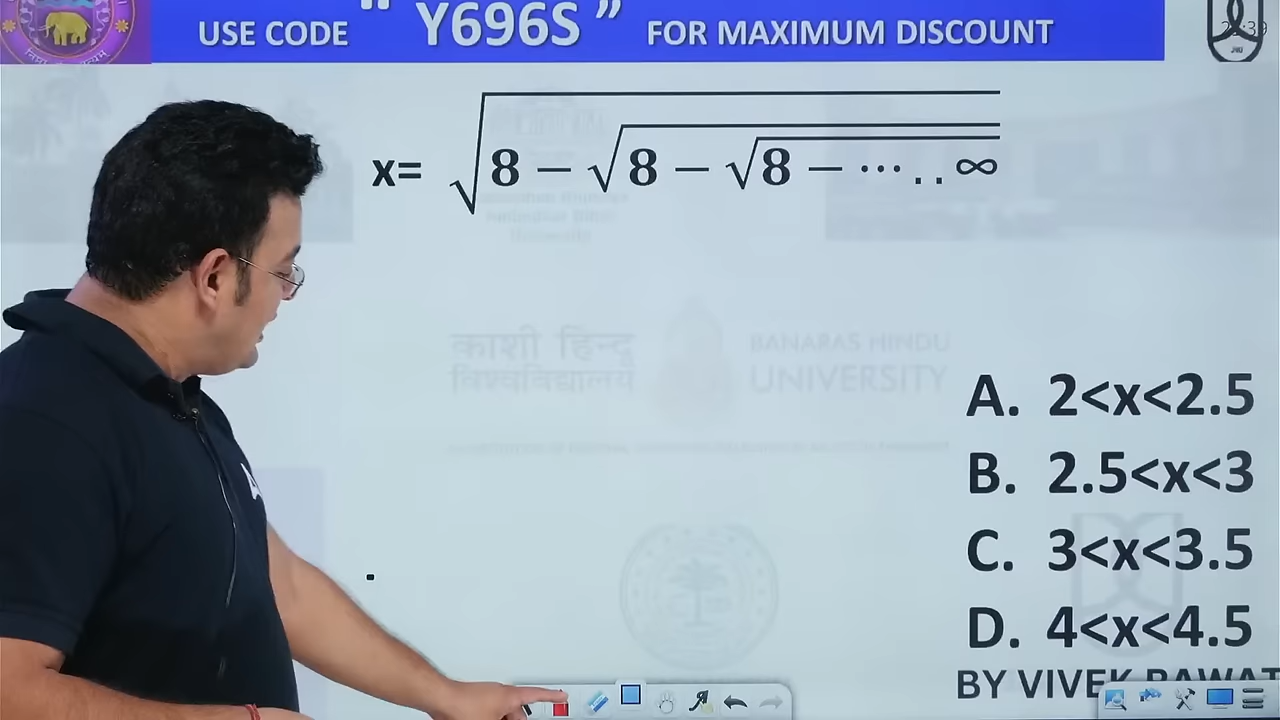 USE CODE “ Y696S ” FOR MAXIMUM DISCOUNT
x= √8 − √8 − √8 − ⋯ . . ∞
काशी हिन्दू
विश्वविद्यालय
BANARAS HINDU
UNIVERSITY
A. 2<x<2.5
B. 2.5<x<3
C. 3<x<3.5
D. 4<x<4.5
BY VIVEK RAWAT